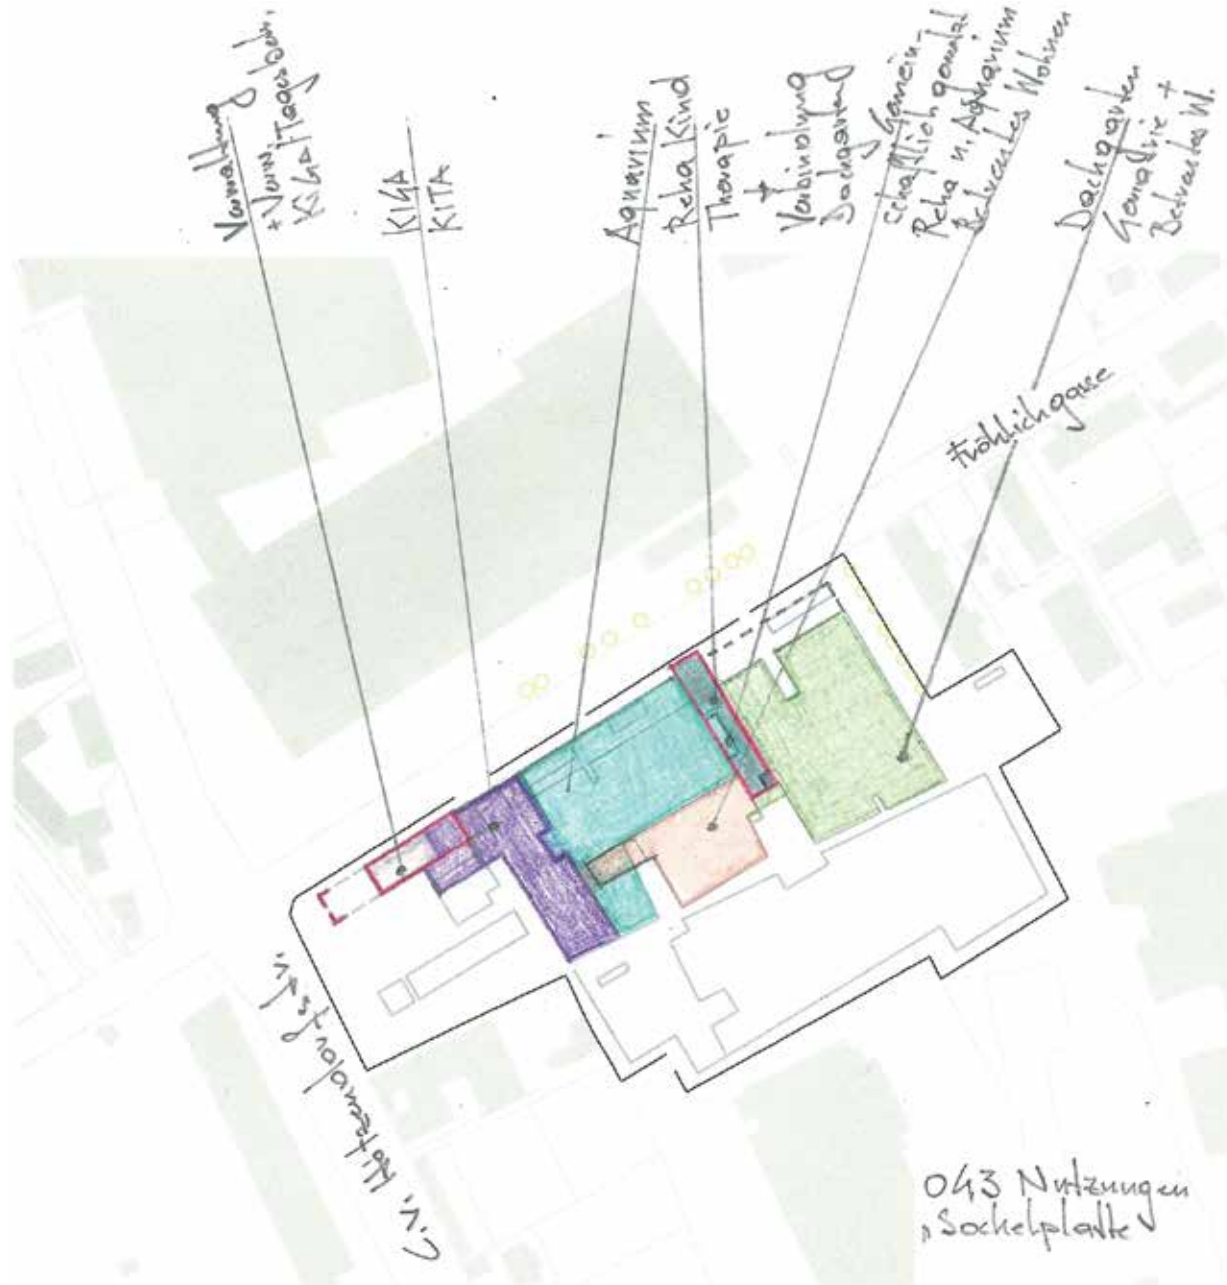 Verwaltung
+ Verw.
KIGA/Tagesbetr.
KIGA
KITA
Aquarium
Reha Kind
Therapie
+
Verbindung
Dachgarten
Gemein-
schaftlich genutzt
Reha u. Aquarium
Betreutes Wohnen
Dachgarten
Geriatrie +
Betreutes W.
Fröhlichgasse
C.v. Hötzendorfstr.
043 Nutzungen
"Sockelplatte"